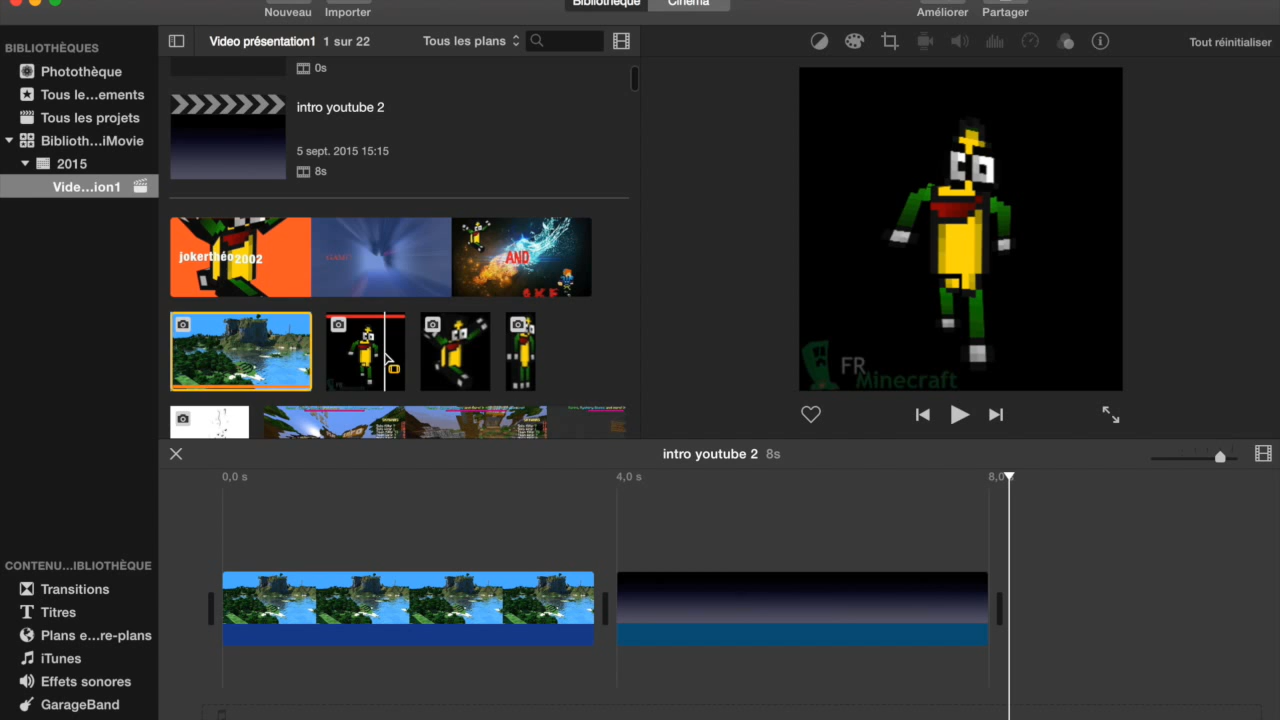 Bibliothèque
Cinéma
Nouveau
Importer
Améliorer
Partager
BIBLIOTHÈQUES
Photothèque
Tous le...ements
Tous les projets
Biblioth...iMovie
2015
Vide...ion1
Video présentation1
1 sur 22
Tous les plans
Tout réinitialiser
0s
intro youtube 2
5 sept. 2015 15:15
8s
jokerthéo2002
GAME
AND
FR
Minecraft
intro youtube 2 8s
0,0 s
4,0 s
CONTENU...IBLIOTHÈQUE
Transitions
Titres
Plans e...re-plans
iTunes
Effets sonores
GarageBand